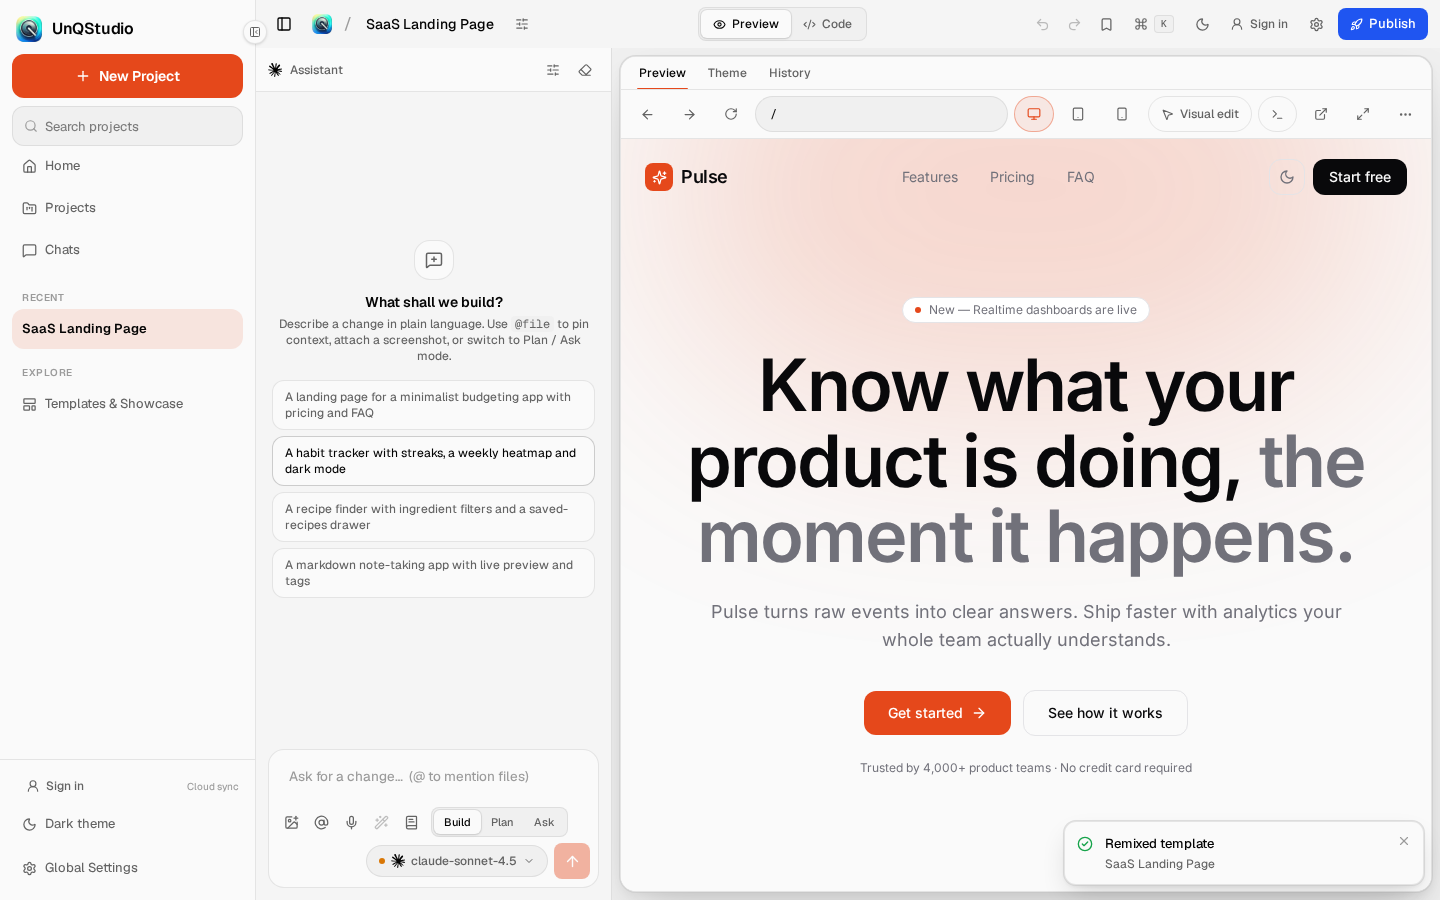 UnQStudio
New Project
Search projects
Home
Projects
Chats
RECENT
SaaS Landing Page
EXPLORE
Templates & Showcase
Sign in
Cloud sync
Dark theme
Global Settings
/ SaaS Landing Page
Preview
Code
⌘ K
Sign in
Publish
Assistant
What shall we build?
Describe a change in plain language. Use @file to pin
context, attach a screenshot, or switch to Plan / Ask
mode.
A landing page for a minimalist budgeting app with
pricing and FAQ
A habit tracker with streaks, a weekly heatmap and
dark mode
A recipe finder with ingredient filters and a saved-
recipes drawer
A markdown note-taking app with live preview and
tags
Ask for a change… (@ to mention files)
Build Plan Ask
claude-sonnet-4.5
Preview Theme History
/
Visual edit
Pulse
Features Pricing FAQ
Start free
New — Realtime dashboards are live
Know what your
product is doing, the
moment it happens.
Pulse turns raw events into clear answers. Ship faster with analytics your
whole team actually understands.
Get started
See how it works
Trusted by 4,000+ product teams · No credit card required
Remixed template
SaaS Landing Page